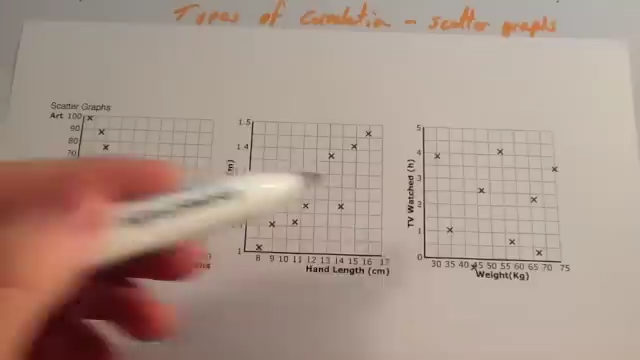 Types of Correlation - scatter graphs
Scatter Graphs
Art 100
90
80
70
1.5
1.4
(m)
1
8 9 10 11 12 13 14 15 16 17
Hand Length (cm)
5
4
3
2
1
0
TV Watched (h)
30 35 40 45 50 55 60 65 70 75
Weight(Kg)